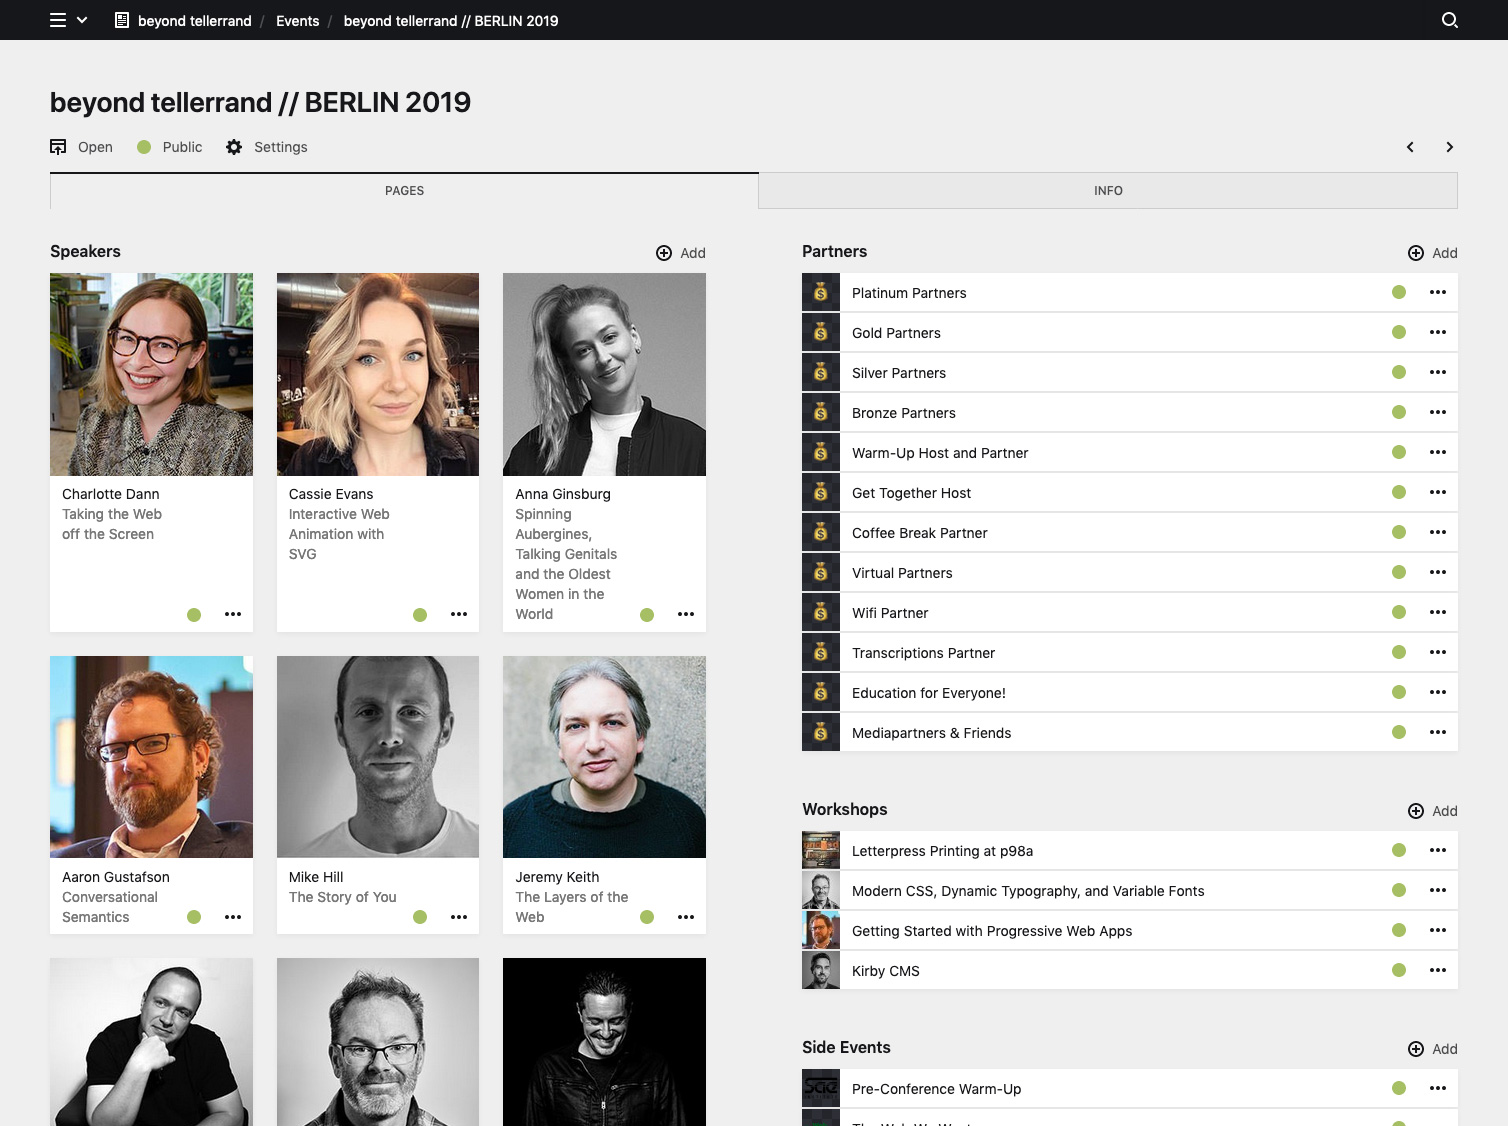 beyond tellerrand / Events / beyond tellerrand // BERLIN 2019
beyond tellerrand // BERLIN 2019
Open Public Settings
PAGES
INFO
Speakers
Add
Charlotte Dann
Taking the Web
off the Screen
Cassie Evans
Interactive Web
Animation with
SVG
Anna Ginsburg
Spinning
Aubergines,
Talking Genitals
and the Oldest
Women in the
World
Aaron Gustafson
Conversational
Semantics
Mike Hill
The Story of You
Jeremy Keith
The Layers of the
Web
Partners
Add
Platinum Partners
Gold Partners
Silver Partners
Bronze Partners
Warm-Up Host and Partner
Get Together Host
Coffee Break Partner
Virtual Partners
Wifi Partner
Transcriptions Partner
Education for Everyone!
Mediapartners & Friends
Workshops
Add
Letterpress Printing at p98a
Modern CSS, Dynamic Typography, and Variable Fonts
Getting Started with Progressive Web Apps
Kirby CMS
Side Events
Add
Pre-Conference Warm-Up